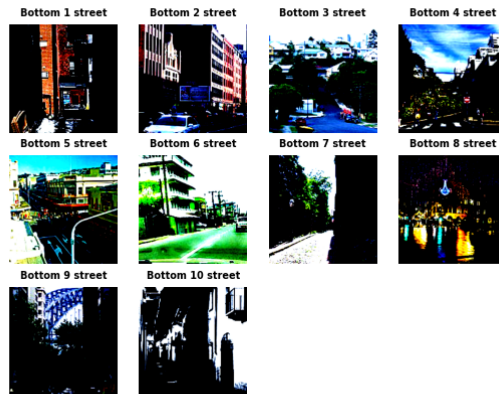 Bottom 1 street
Bottom 2 street
Bottom 3 street
Bottom 4 street
Bottom 5 street
Bottom 6 street
Bottom 7 street
Bottom 8 street
Bottom 9 street
Bottom 10 street